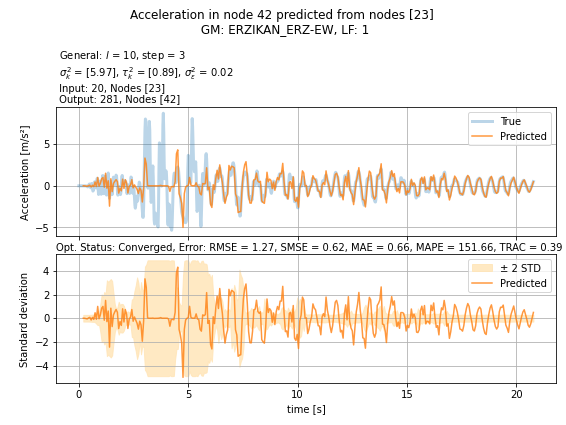 Acceleration in node 42 predicted from nodes [23]
GM: ERZIKAN_ERZ-EW, LF: 1
General: l = 10, step = 3
σ²ₖ = [5.97], τ²ₖ = [0.89], σ²ε = 0.02
Input: 20, Nodes [23]
Output: 281, Nodes [42]
True
Predicted
Acceleration [m/s²]
5
0
−5
Opt. Status: Converged, Error: RMSE = 1.27, SMSE = 0.62, MAE = 0.66, MAPE = 151.66, TRAC = 0.39
± 2 STD
Predicted
Standard deviation
4
2
0
−2
−4
0 5 10 15 20
time [s]